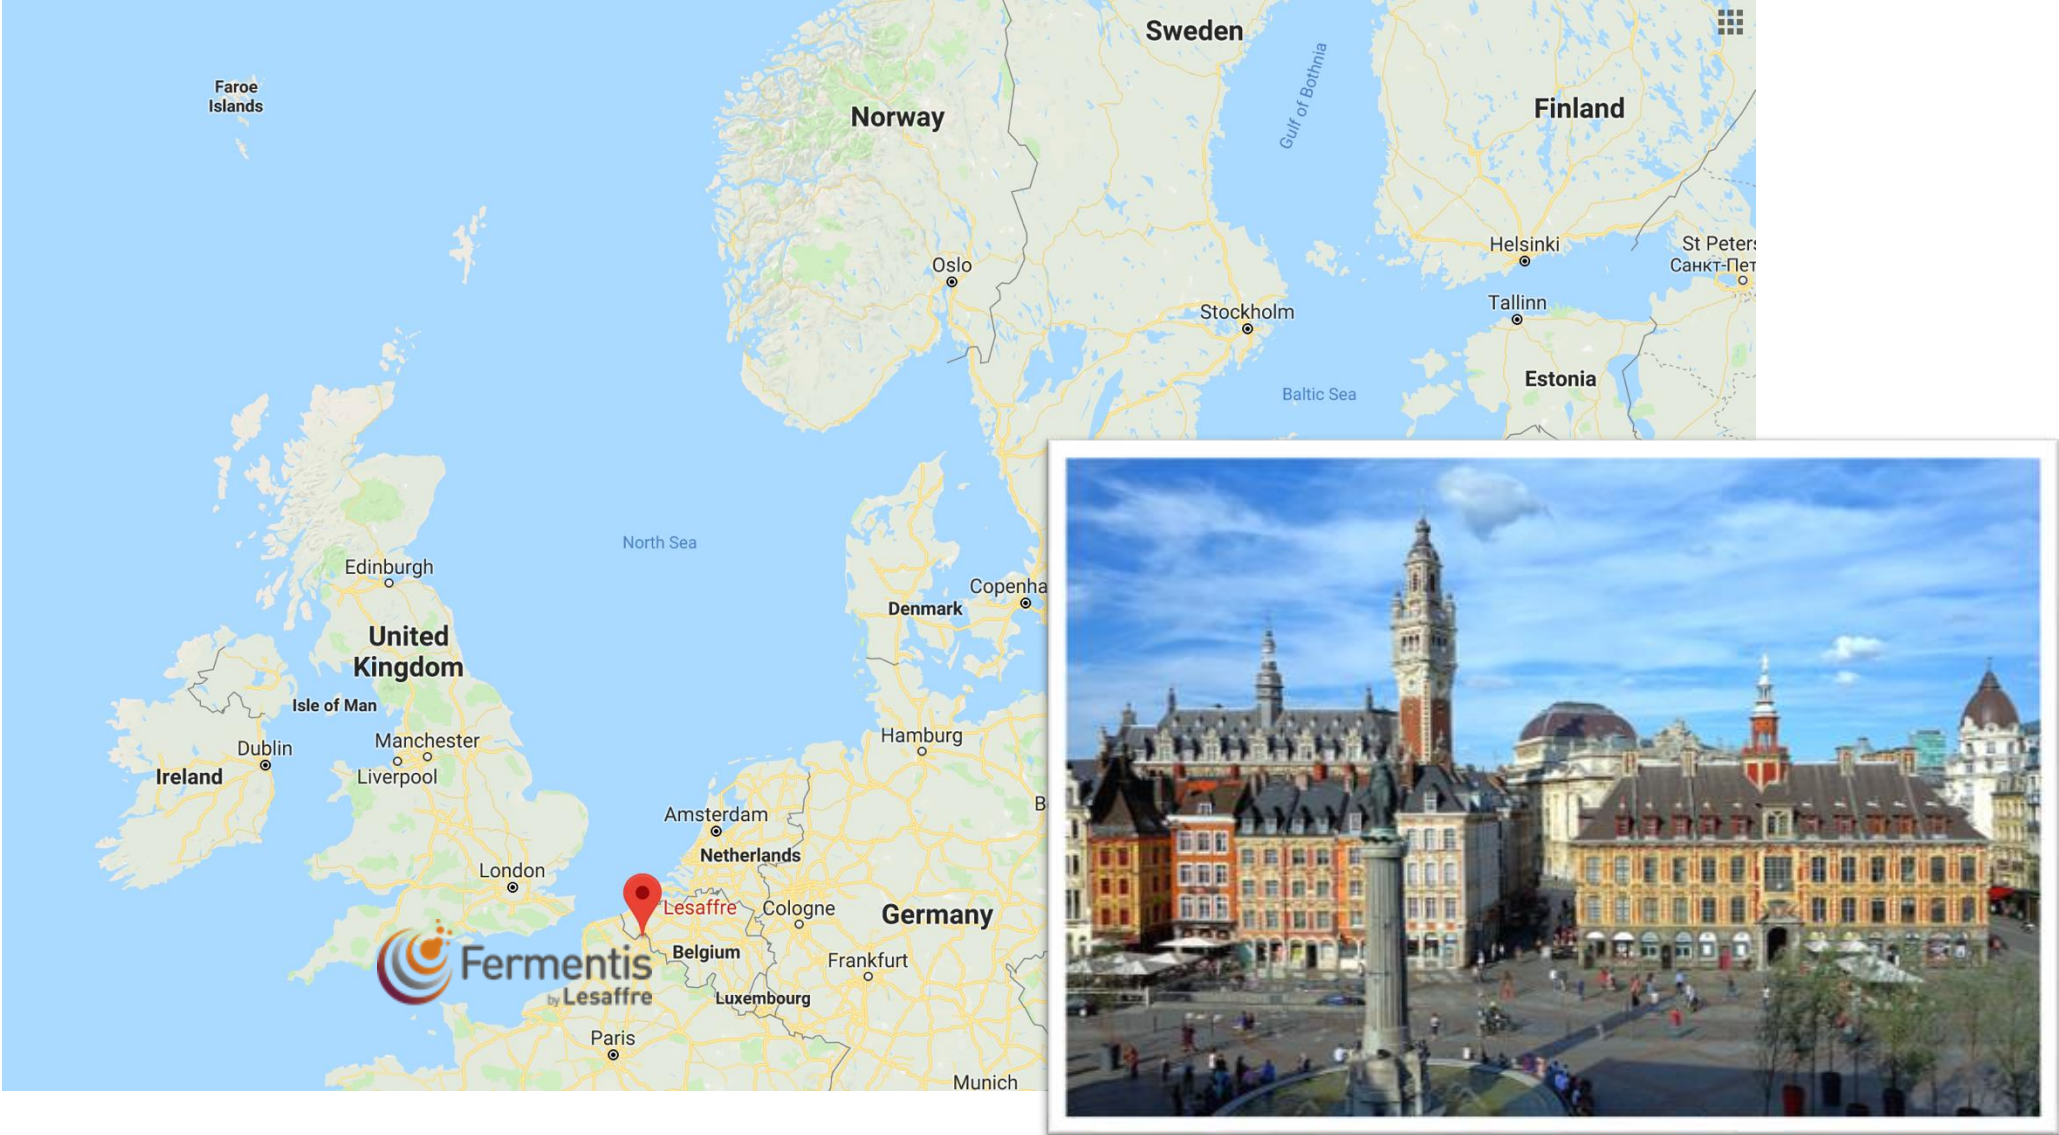 Sweden
Faroe
Islands
Gulf of Bothnia
Norway
Finland
Helsinki
St Peters
Санкт-Пет
Oslo
Tallinn
Stockholm
Estonia
Baltic Sea
North Sea
Edinburgh
Copenha
Denmark
United
Kingdom
Isle of Man
Hamburg
Manchester
Dublin
Liverpool
Ireland
Amsterdam
B
Netherlands
London
Lesaffre
Cologne
Germany
Fermentis
by Lesaffre
Belgium
Frankfurt
Luxembourg
Paris
Munich